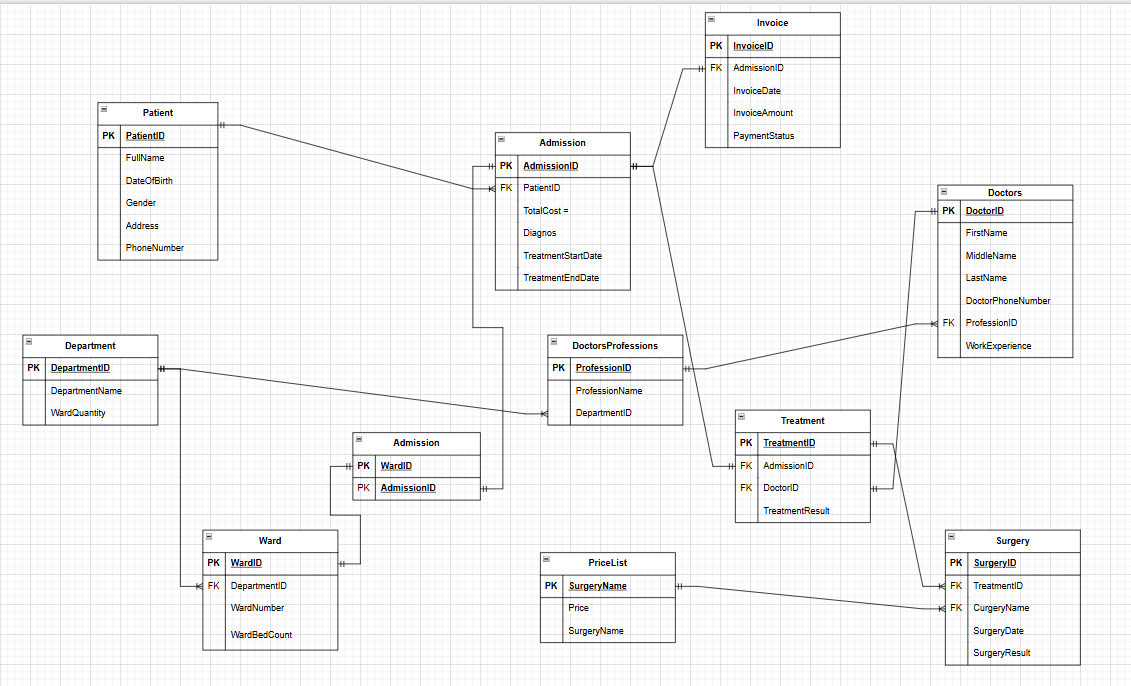 Invoice
PK InvoiceID
FK AdmissionID
InvoiceDate
InvoiceAmount
PaymentStatus
Patient
PK PatientID
FullName
DateOfBirth
Gender
Address
PhoneNumber
Admission
PK AdmissionID
FK PatientID
TotalCost =
Diagnos
TreatmentStartDate
TreatmentEndDate
Doctors
PK DoctorID
FirstName
MiddleName
LastName
DoctorPhoneNumber
FK ProfessionID
WorkExperience
Department
PK DepartmentID
DepartmentName
WardQuantity
DoctorsProfessions
PK ProfessionID
ProfessionName
DepartmentID
Admission
PK WardID
PK AdmissionID
Treatment
PK TreatmentID
FK AdmissionID
FK DoctorID
TreatmentResult
Ward
PK WardID
FK DepartmentID
WardNumber
WardBedCount
PriceList
PK SurgeryName
Price
SurgeryName
Surgery
PK SurgeryID
FK TreatmentID
FK CurgeryName
SurgeryDate
SurgeryResult